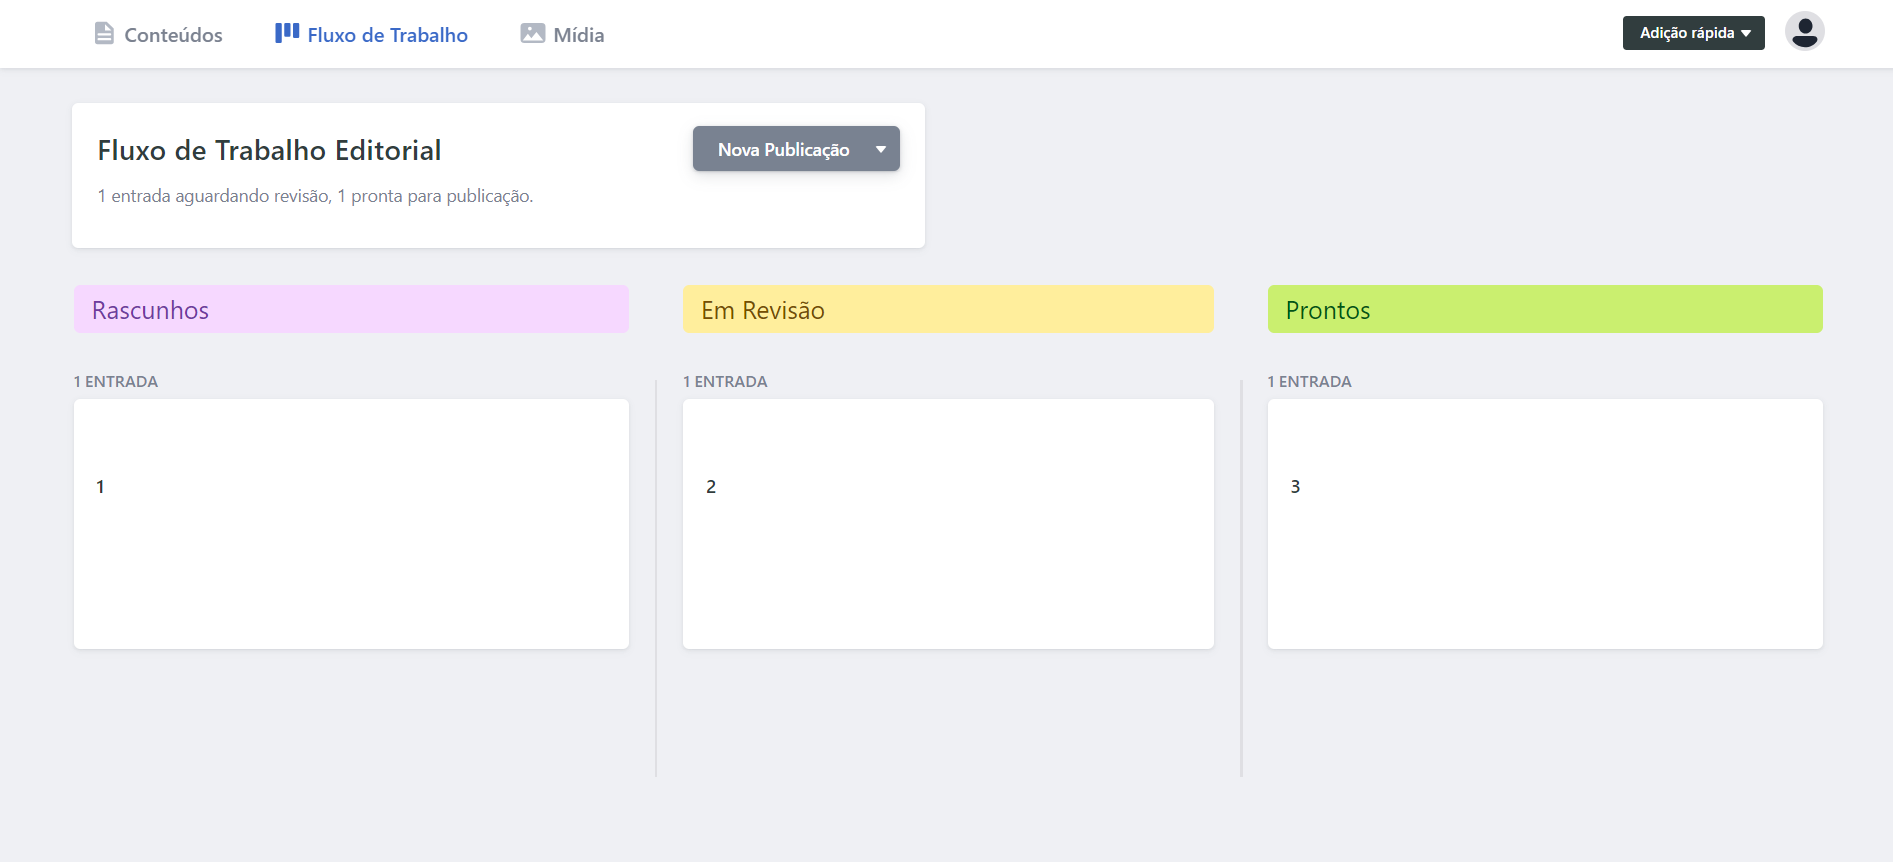 Conteúdos
Fluxo de Trabalho
Mídia
Adição rápida
Fluxo de Trabalho Editorial
Nova Publicação
1 entrada aguardando revisão, 1 pronta para publicação.
Rascunhos
Em Revisão
Prontos
1 ENTRADA
1 ENTRADA
1 ENTRADA
1
2
3